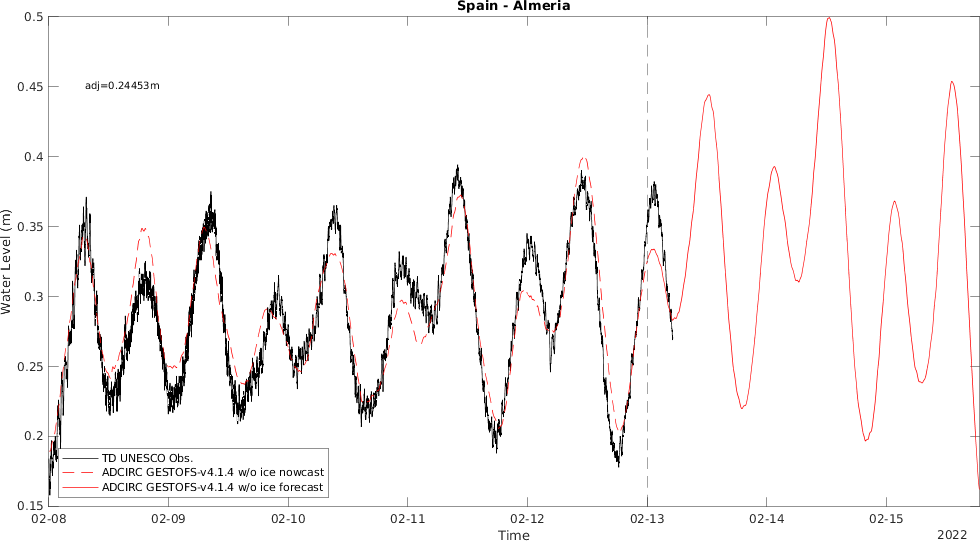 Spain - Almeria
0.5
0.45
0.4
0.35
0.3
0.25
0.2
0.15
Water Level (m)
adj=0.24453m
TD UNESCO Obs.
ADCIRC GESTOFS-v4.1.4 w/o ice nowcast
ADCIRC GESTOFS-v4.1.4 w/o ice forecast
02-08 02-09 02-10 02-11 02-12 02-13 02-14 02-15
Time
2022